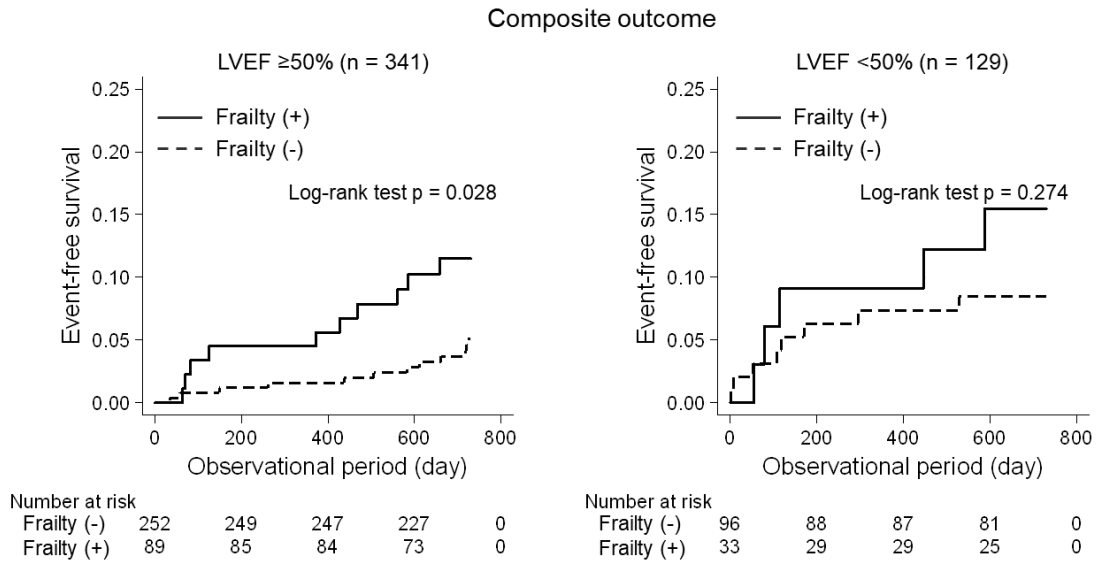 Composite outcome
LVEF ≥50% (n = 341)
Event-free survival
0.25
0.20
0.15
0.10
0.05
0.00
Frailty (+)
Frailty (-)
Log-rank test p = 0.028
0 200 400 600 800
Observational period (day)
Number at risk
Frailty (-) 252 249 247 227 0
Frailty (+) 89 85 84 73 0
LVEF <50% (n = 129)
Event-free survival
0.25
0.20
0.15
0.10
0.05
0.00
Frailty (+)
Frailty (-)
Log-rank test p = 0.274
0 200 400 600 800
Observational period (day)
Number at risk
Frailty (-) 96 88 87 81 0
Frailty (+) 33 29 29 25 0